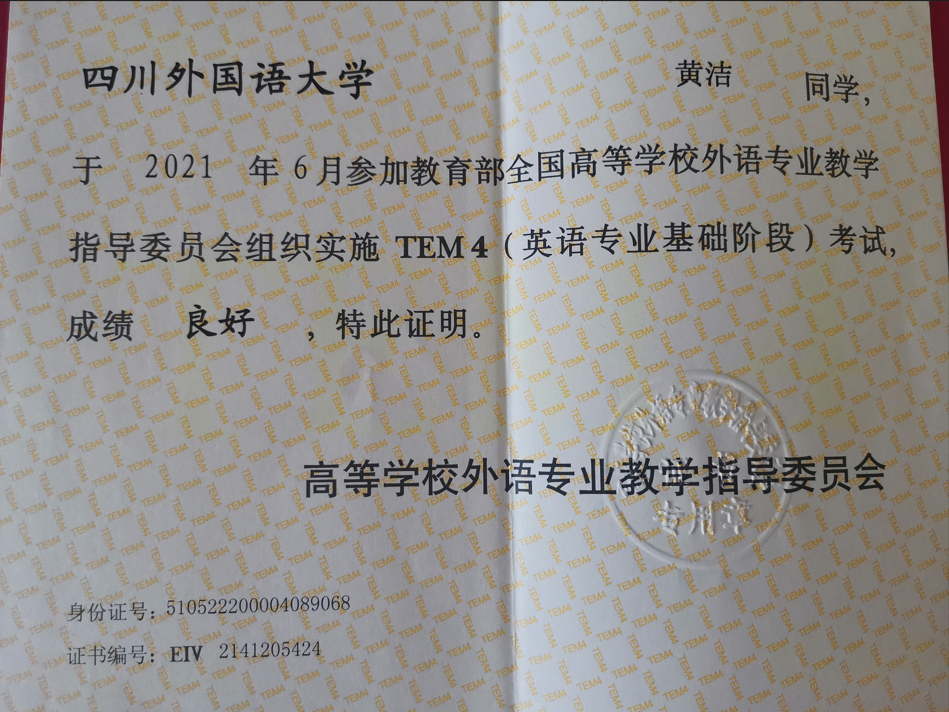 四川外国语大学 黄洁 同学，
于 2021 年 6 月参加教育部全国高等学校外语专业教学
指导委员会组织实施 TEM 4（英语专业基础阶段）考试，
成绩 良好 ，特此证明。
高等学校外语专业教学指导委员会
专用章
身份证号：510522200004089068
证书编号：EIV 2141205424